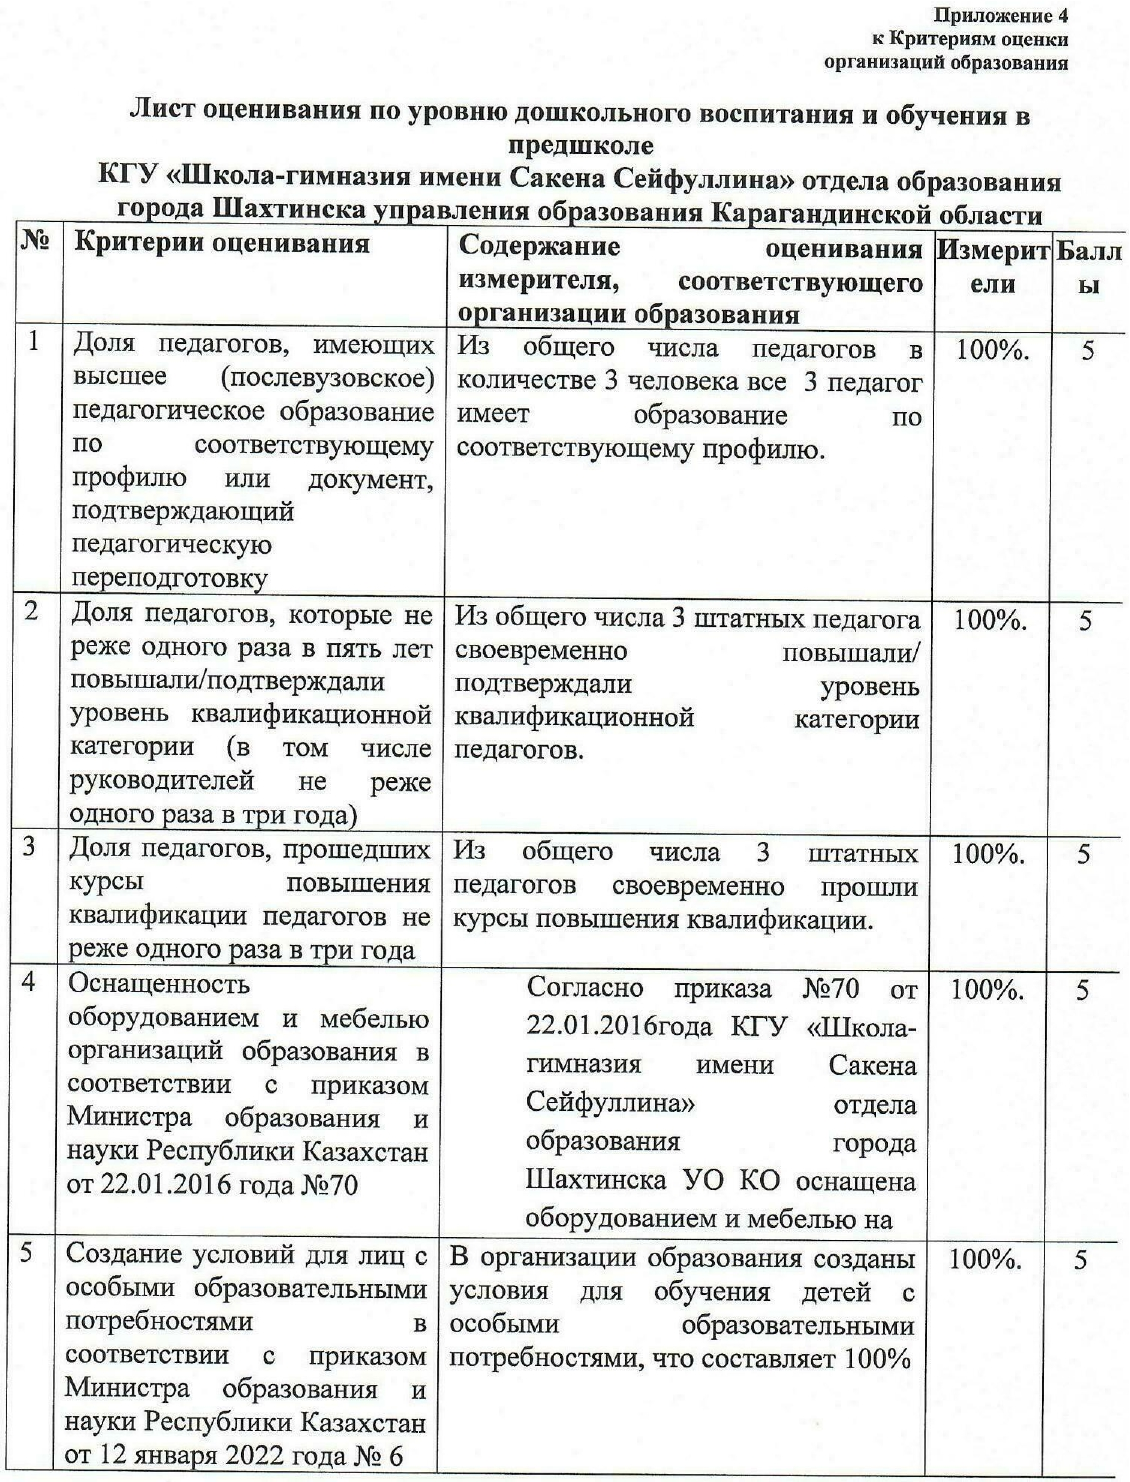 Приложение 4
к Критериям оценки
организаций образования
Лист оценивания по уровню дошкольного воспитания и обучения в
предшколе
КГУ «Школа-гимназия имени Сакена Сейфуллина» отдела образования
города Шахтинска управления образования Карагандинской области
№
Критерии оценивания
Содержание оценивания
измерителя, соответствующего
организации образования
Измерит
ели
Балл
ы
1
Доля педагогов, имеющих
высшее (послевузовское)
педагогическое образование
по соответствующему
профилю или документ,
подтверждающий
педагогическую
переподготовку
Из общего числа педагогов в
количестве 3 человека все 3 педагог
имеет образование по
соответствующему профилю.
100%.
5
2
Доля педагогов, которые не
реже одного раза в пять лет
повышали/подтверждали
уровень квалификационной
категории (в том числе
руководителей не реже
одного раза в три года)
Из общего числа 3 штатных педагога
своевременно повышали/
подтверждали уровень
квалификационной категории
педагогов.
100%.
5
3
Доля педагогов, прошедших
курсы повышения
квалификации педагогов не
реже одного раза в три года
Из общего числа 3 штатных
педагогов своевременно прошли
курсы повышения квалификации.
100%.
5
4
Оснащенность
оборудованием и мебелью
организаций образования в
соответствии с приказом
Министра образования и
науки Республики Казахстан
от 22.01.2016 года №70
Согласно приказа №70 от
22.01.2016года КГУ «Школа-
гимназия имени Сакена
Сейфуллина» отдела
образования города
Шахтинска УО КО оснащена
оборудованием и мебелью на
100%.
5
5
Создание условий для лиц с
особыми образовательными
потребностями в
соответствии с приказом
Министра образования и
науки Республики Казахстан
от 12 января 2022 года № 6
В организации образования созданы
условия для обучения детей с
особыми образовательными
потребностями, что составляет 100%
100%.
5